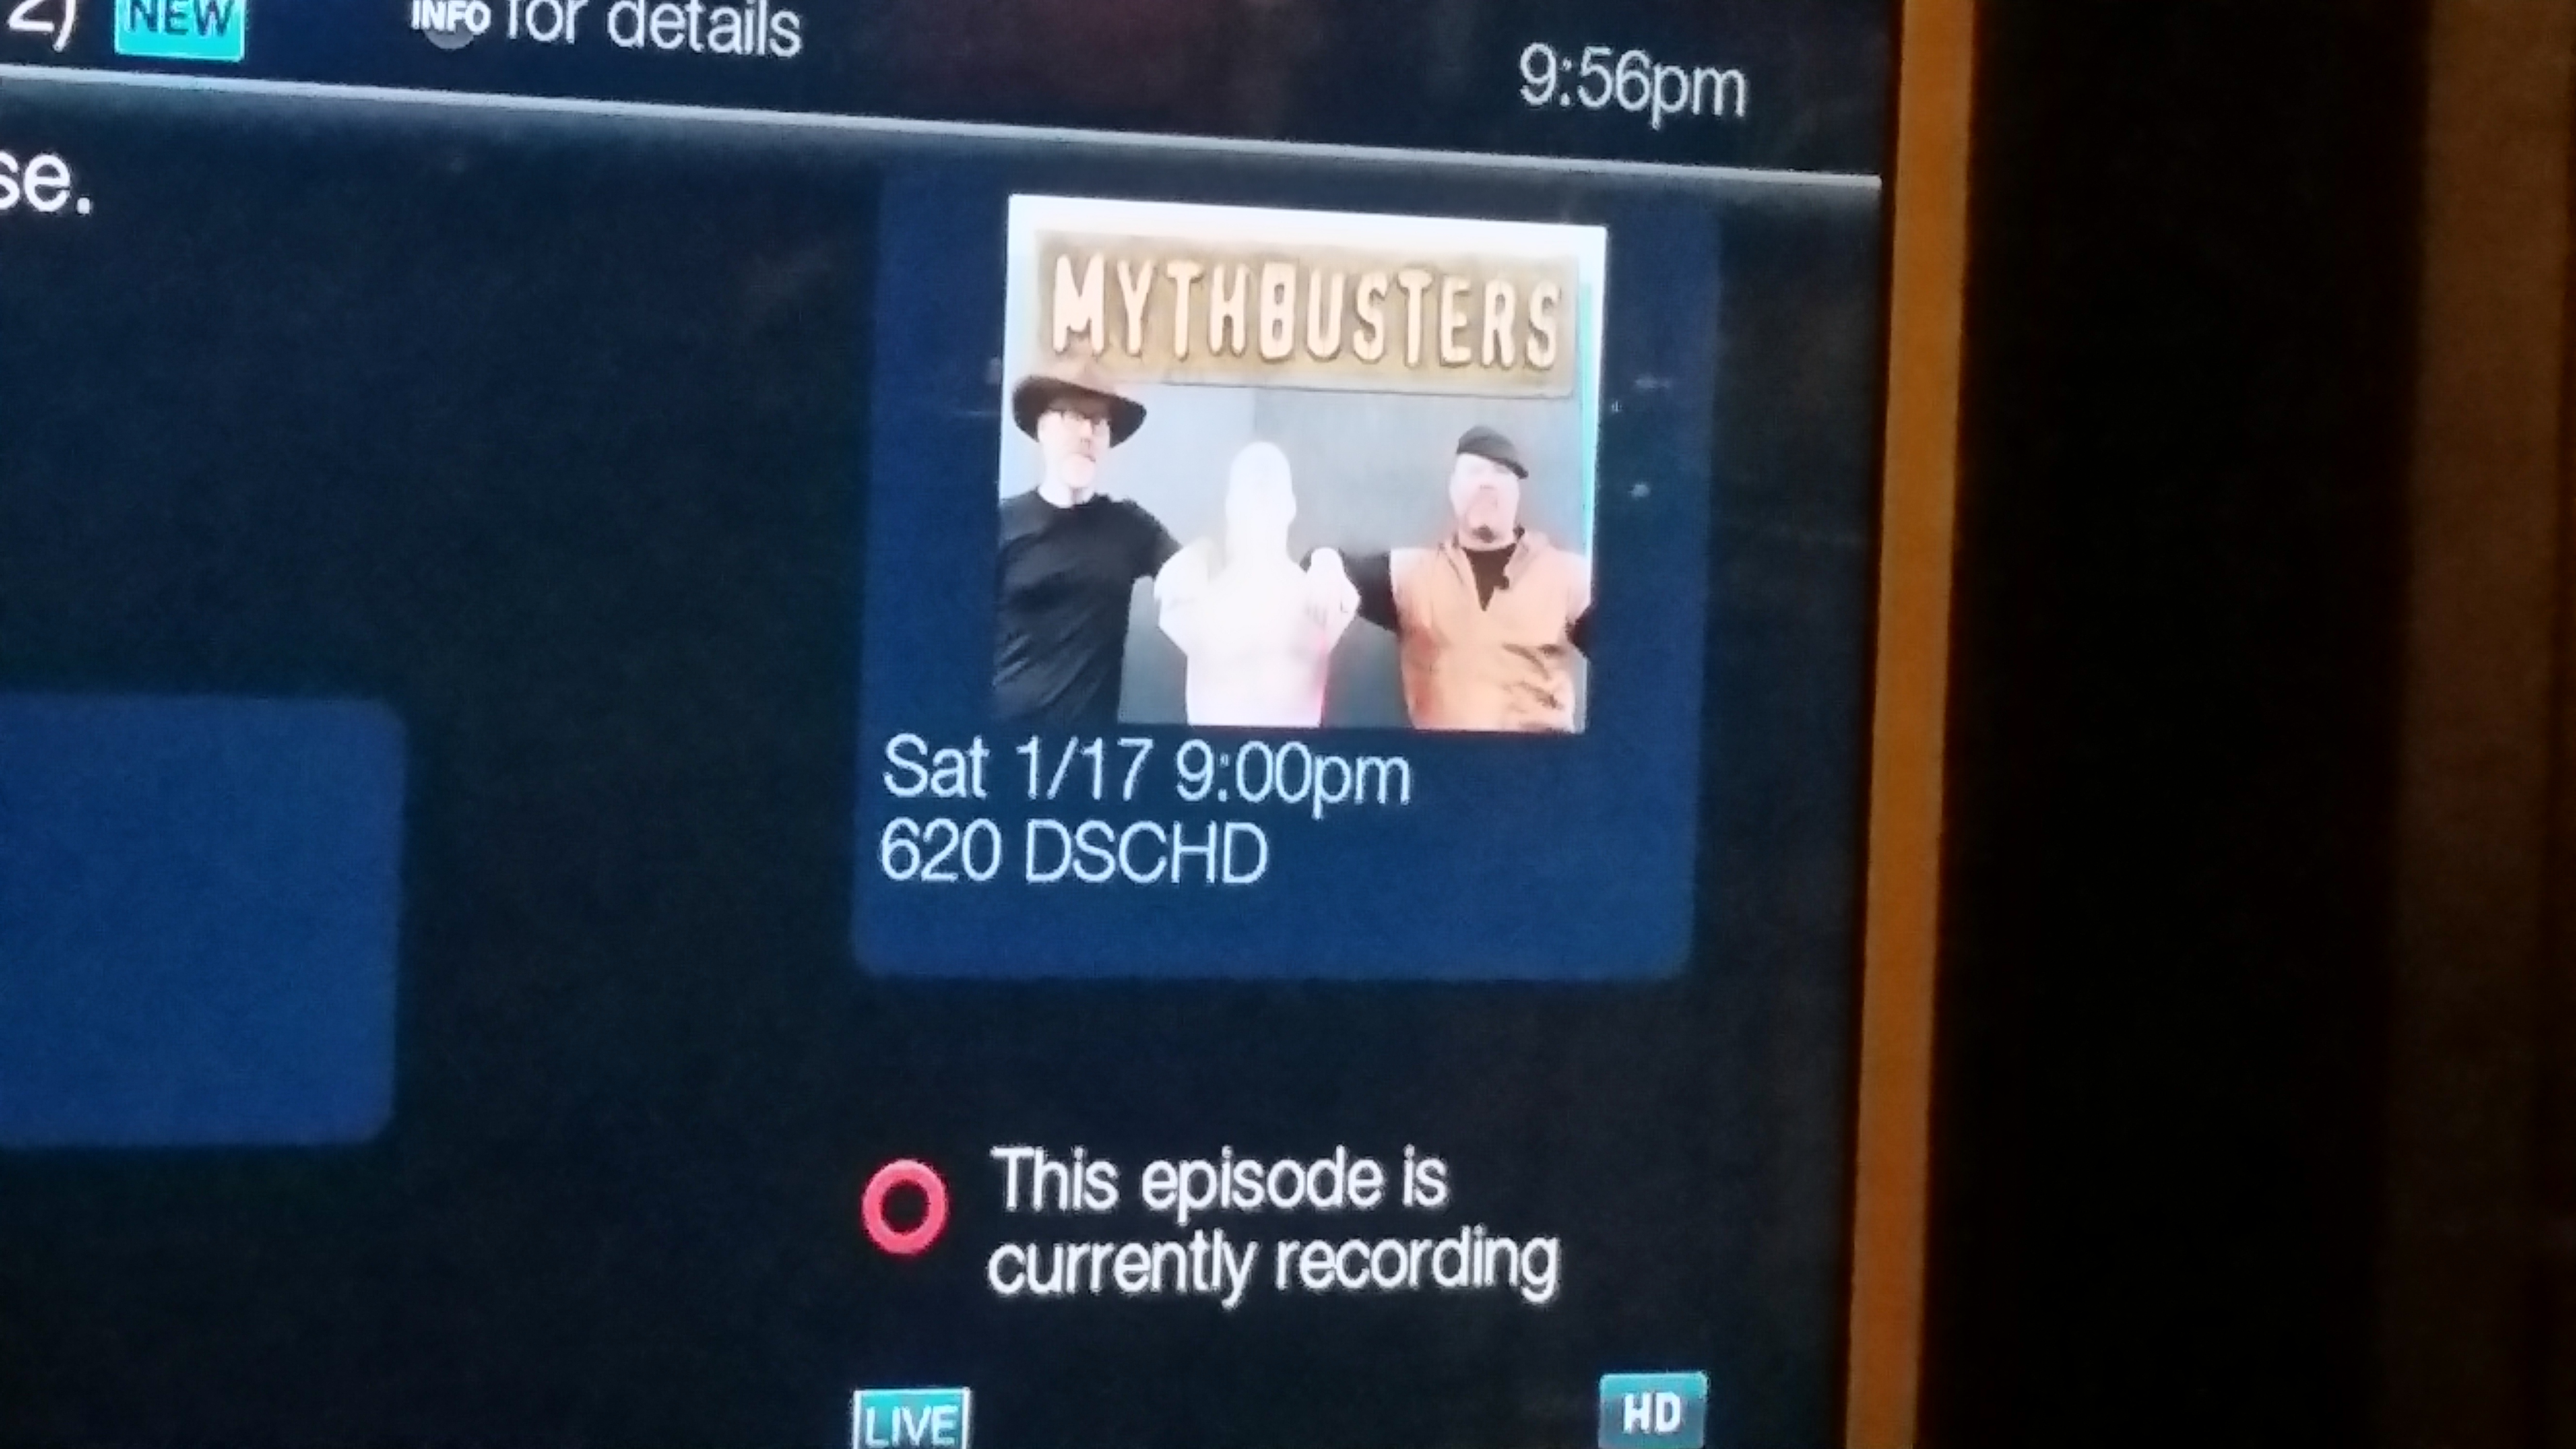 2) NEW INFO for details
9:56pm
se.
MYTHBUSTERS
Sat 1/17 9:00pm
620 DSCHD
This episode is
currently recording
LIVE HD